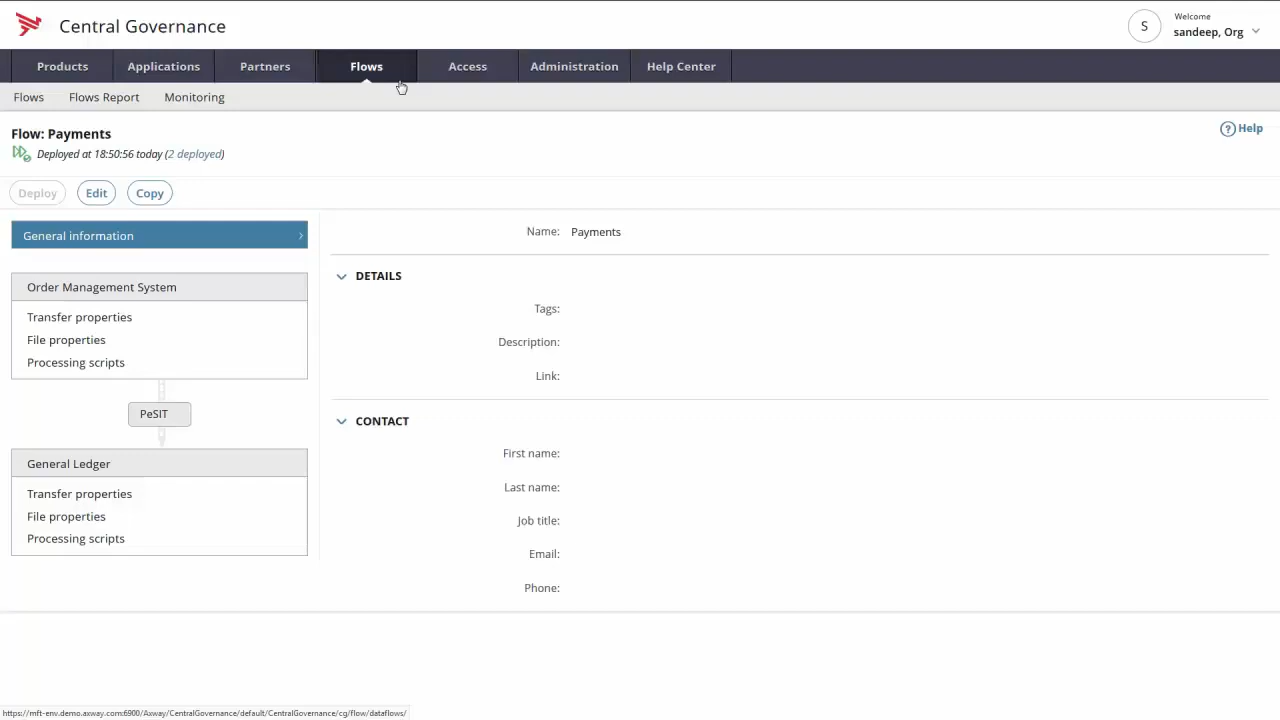 Central Governance
S
Welcome
sandeep, Org
Products Applications Partners Flows Access Administration Help Center
Flows Flows Report Monitoring
Flow: Payments
Deployed at 18:50:56 today (2 deployed)
? Help
Deploy Edit Copy
General information
Order Management System
Transfer properties
File properties
Processing scripts
PeSIT
General Ledger
Transfer properties
File properties
Processing scripts
Name: Payments
DETAILS
Tags:
Description:
Link:
CONTACT
First name:
Last name:
Job title:
Email:
Phone:
https://mft-env.demo.axway.com:6900/Axway/CentralGovernance/default/CentralGovernance/cg/flow/dataflows/